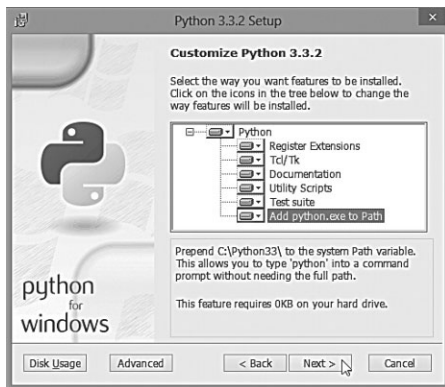 Python 3.3.2 Setup
Customize Python 3.3.2
Select the way you want features to be installed.
Click on the icons in the tree below to change the
way features will be installed.
Python
Register Extensions
Tcl/Tk
Documentation
Utility Scripts
Test suite
Add python.exe to Path
Prepend C:\Python33\ to the system Path variable.
This allows you to type 'python' into a command
prompt without needing the full path.
This feature requires 0KB on your hard drive.
python
for
windows
Disk Usage
Advanced
< Back
Next >
Cancel